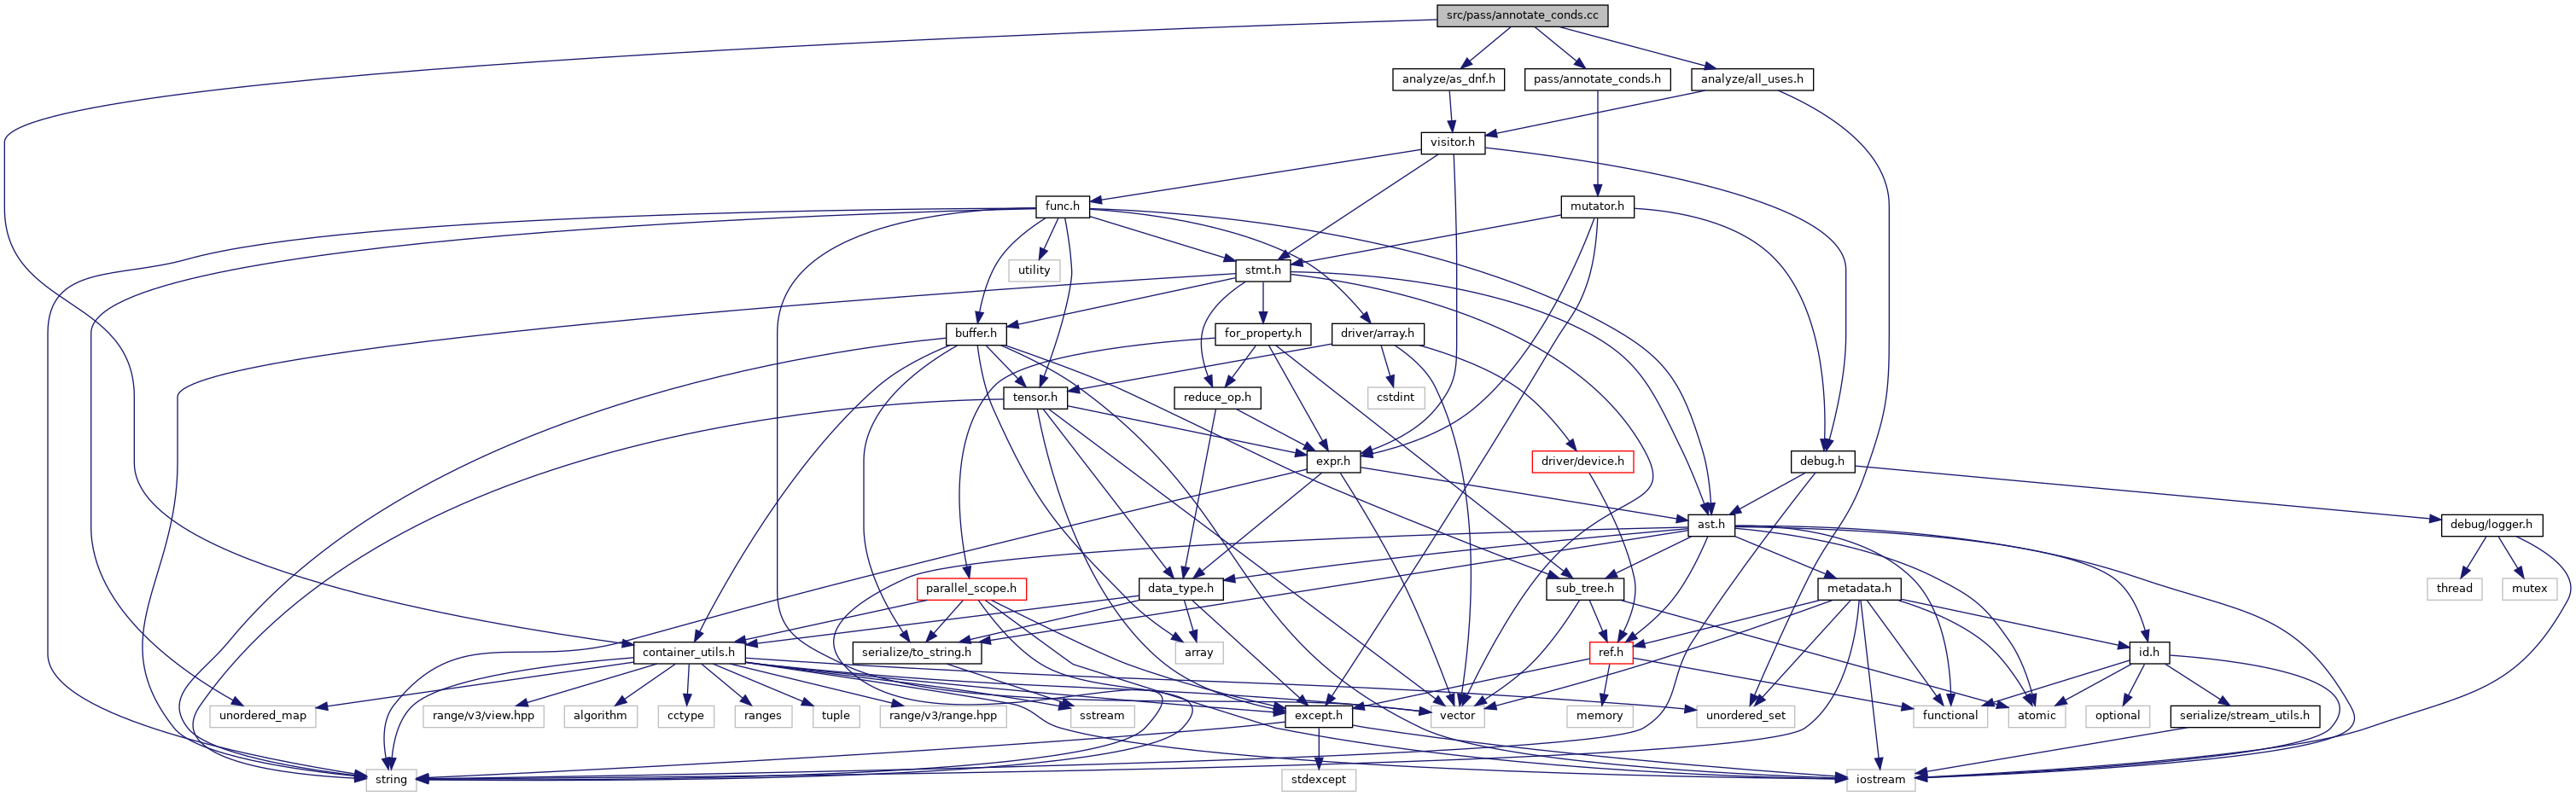 src/pass/annotate_conds.cc
analyze/as_dnf.h
pass/annotate_conds.h
analyze/all_uses.h
visitor.h
func.h
mutator.h
utility
stmt.h
buffer.h
for_property.h
driver/array.h
tensor.h
reduce_op.h
cstdint
expr.h
driver/device.h
debug.h
ast.h
debug/logger.h
parallel_scope.h
data_type.h
sub_tree.h
metadata.h
thread
mutex
container_utils.h
serialize/to_string.h
array
ref.h
id.h
unordered_map
range/v3/view.hpp
algorithm
cctype
ranges
tuple
range/v3/range.hpp
sstream
except.h
vector
memory
unordered_set
functional
atomic
optional
serialize/stream_utils.h
string
stdexcept
iostream